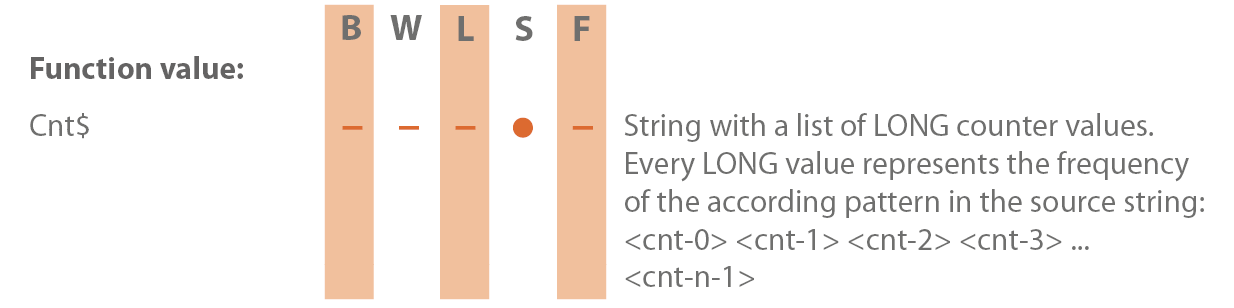 B W L S F
Function value:
Cnt$ – – – ● – String with a list of LONG counter values.
Every LONG value represents the frequency
of the according pattern in the source string:
<cnt-0> <cnt-1> <cnt-2> <cnt-3> ...
<cnt-n-1>